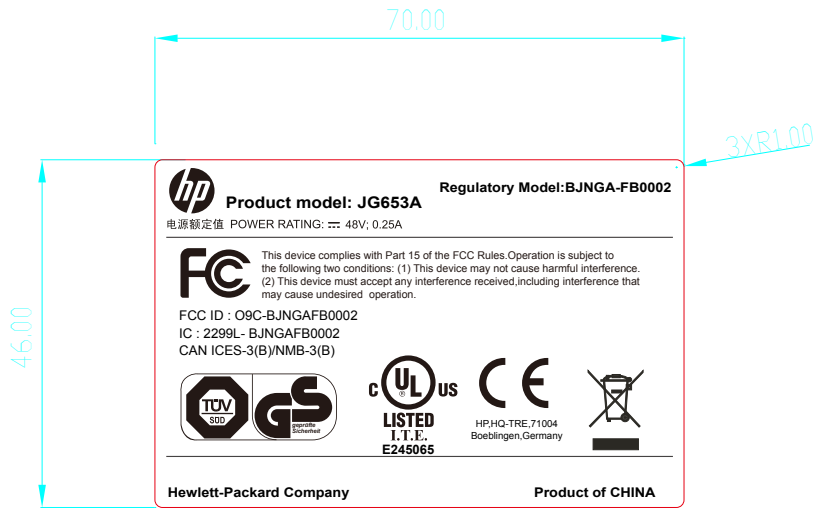 70.00
3XR1.00
46.00
hp
Product model: JG653A
Regulatory Model:BJNGA-FB0002
电源额定值 POWER RATING: ⎓ 48V; 0.25A
FC
This device complies with Part 15 of the FCC Rules.Operation is subject to
the following two conditions: (1) This device may not cause harmful interference.
(2) This device must accept any interference received,including interference that
may cause undesired operation.
FCC ID : O9C-BJNGAFB0002
IC : 2299L- BJNGAFB0002
CAN ICES-3(B)/NMB-3(B)
TÜV
SÜD
GS
geprüfte
Sicherheit
C UL US
®
LISTED
I.T.E.
E245065
CE
HP,HQ-TRE,71004
Boeblingen,Germany
Hewlett-Packard Company
Product of CHINA